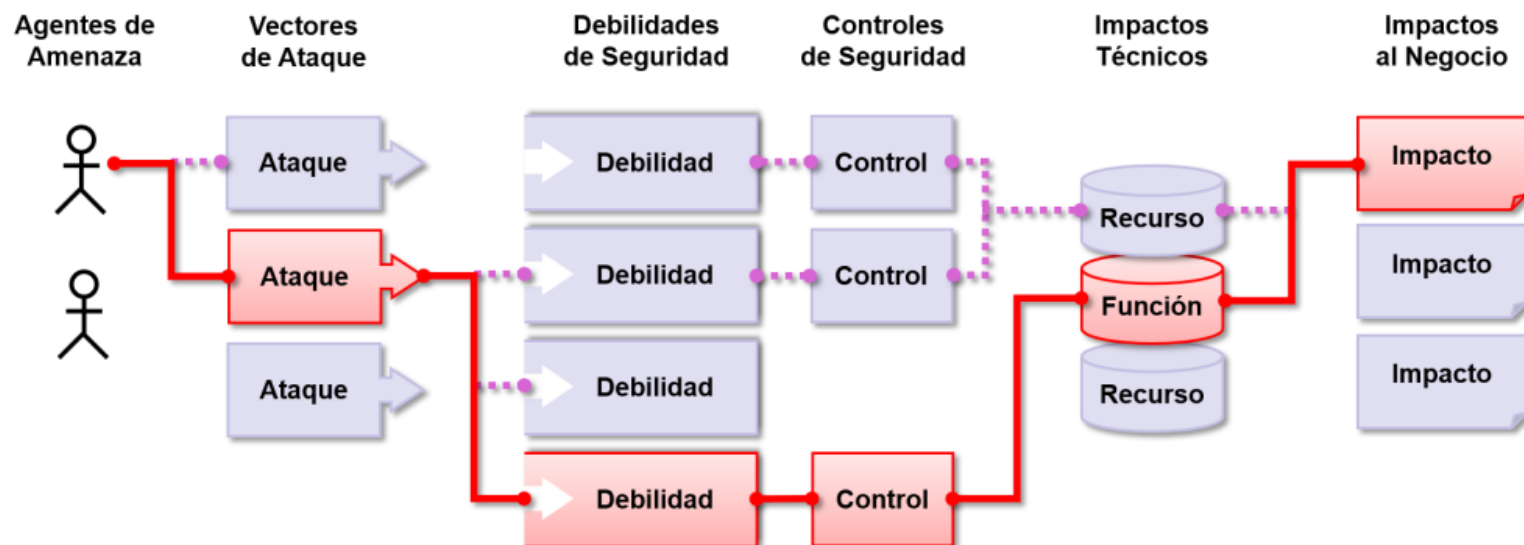 Agentes de
Amenaza
Vectores
de Ataque
Debilidades
de Seguridad
Controles
de Seguridad
Impactos
Técnicos
Impactos
al Negocio
Ataque
Debilidad
Control
Impacto
Recurso
Ataque
Debilidad
Control
Impacto
Función
Ataque
Debilidad
Impacto
Recurso
Debilidad
Control